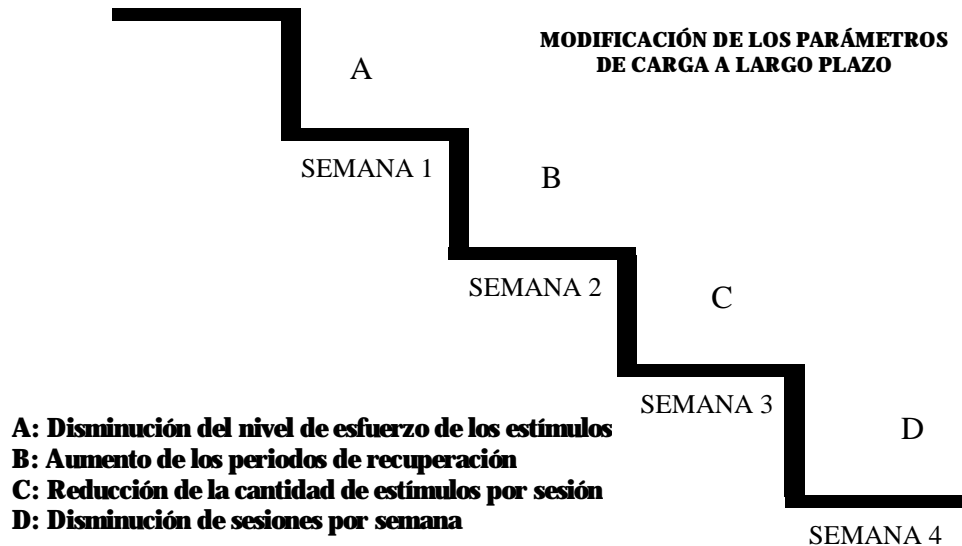 MODIFICACIÓN DE LOS PARÁMETROS
DE CARGA A LARGO PLAZO
A
SEMANA 1
B
SEMANA 2
C
SEMANA 3
D
SEMANA 4
A: Disminución del nivel de esfuerzo de los estímulos
B: Aumento de los periodos de recuperación
C: Reducción de la cantidad de estímulos por sesión
D: Disminución de sesiones por semana